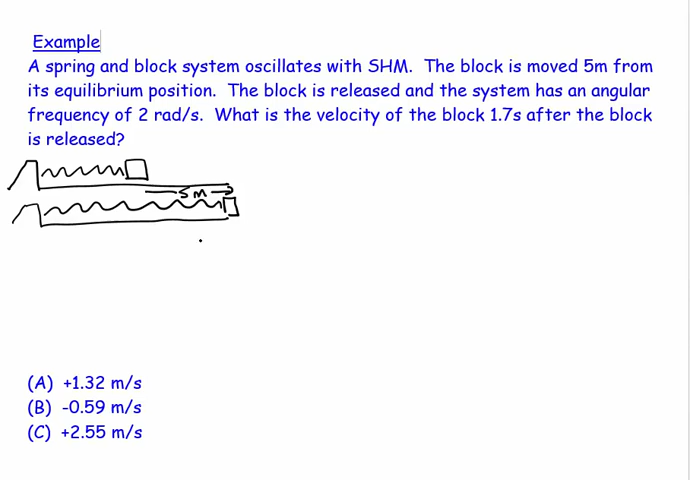 Example
A spring and block system oscillates with SHM. The block is moved 5m from
its equilibrium position. The block is released and the system has an angular
frequency of 2 rad/s. What is the velocity of the block 1.7s after the block
is released?
5 m
(A) +1.32 m/s
(B) -0.59 m/s
(C) +2.55 m/s